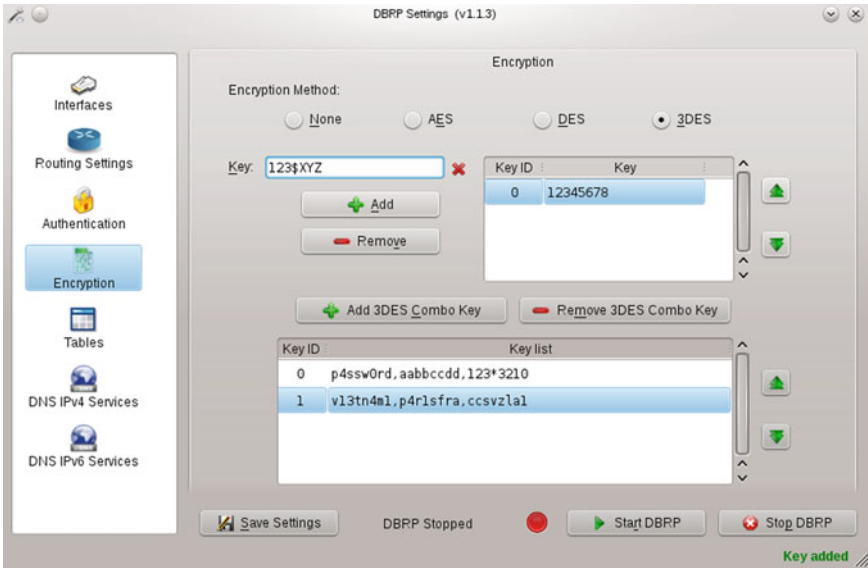 DBRP Settings (v1.1.3)
Interfaces
Routing Settings
Authentication
Encryption
Tables
DNS IPv4 Services
DNS IPv6 Services
Encryption
Encryption Method:
None AES DES 3DES
Key: 123$XYZ
Add
Remove
Key ID Key
0 12345678
Add 3DES Combo Key Remove 3DES Combo Key
Key ID Key list
0 p4ssw0rd,aabbccdd,123*3210
1 vl3tn4ml,p4rlsfra,ccsvzlal
Save Settings DBRP Stopped Start DBRP Stop DBRP
Key added